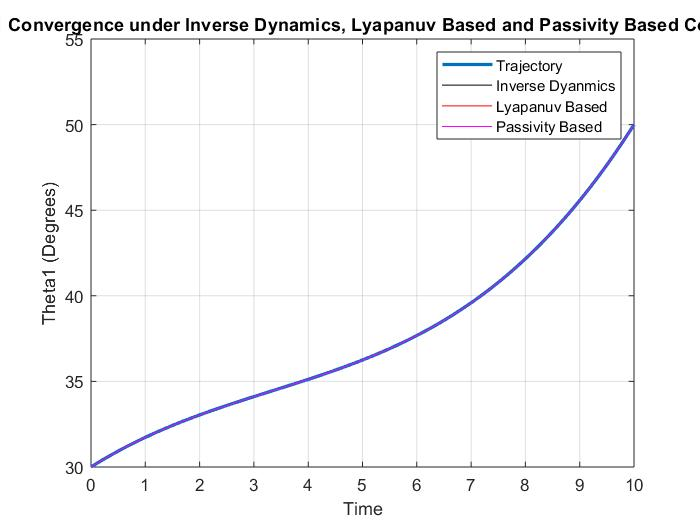 Convergence under Inverse Dynamics, Lyapanuv Based and Passivity Based Co
55
50
45
40
35
30
Theta1 (Degrees)
Trajectory
Inverse Dyanmics
Lyapanuv Based
Passivity Based
0 1 2 3 4 5 6 7 8 9 10
Time